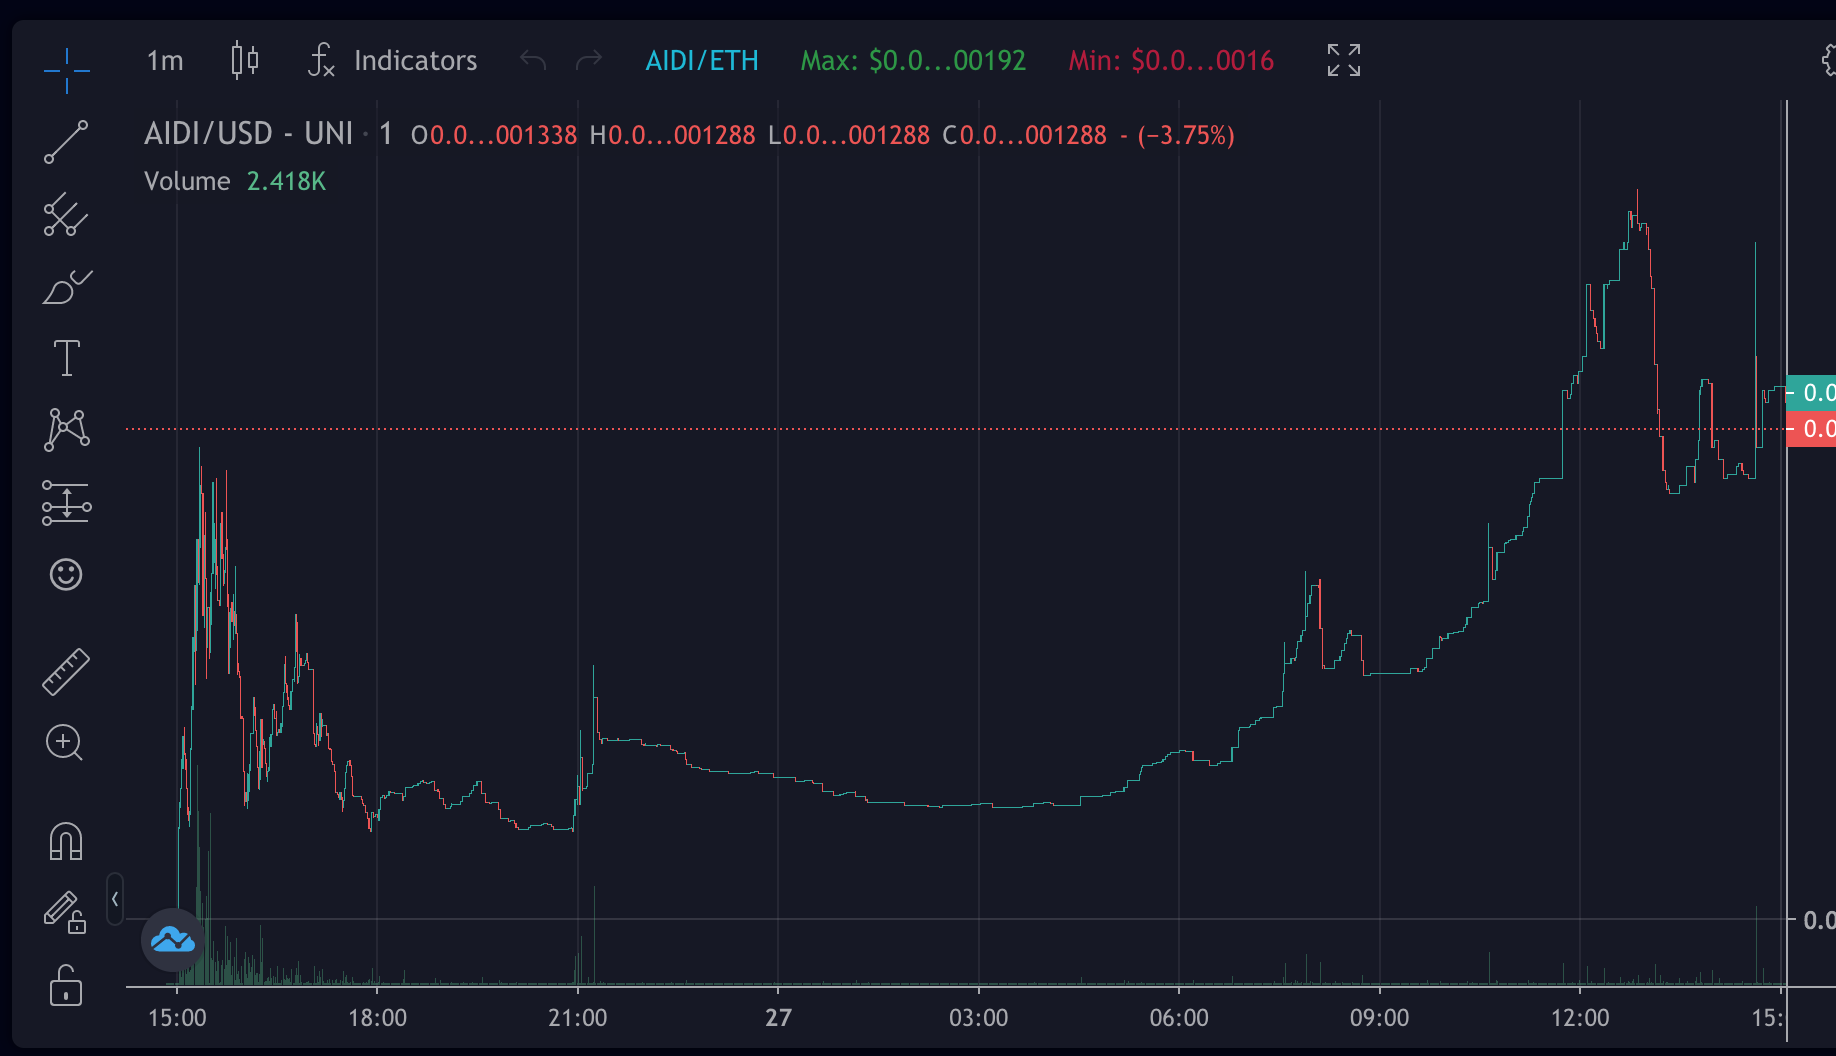 1m Indicators AIDI/ETH Max: $0.0...00192 Min: $0.0...0016
AIDI/USD - UNI · 1 O0.0...001338 H0.0...001288 L0.0...001288 C0.0...001288 - (−3.75%)
Volume 2.418K
0.0
0.0
0.0
15:00 18:00 21:00 27 03:00 06:00 09:00 12:00 15: